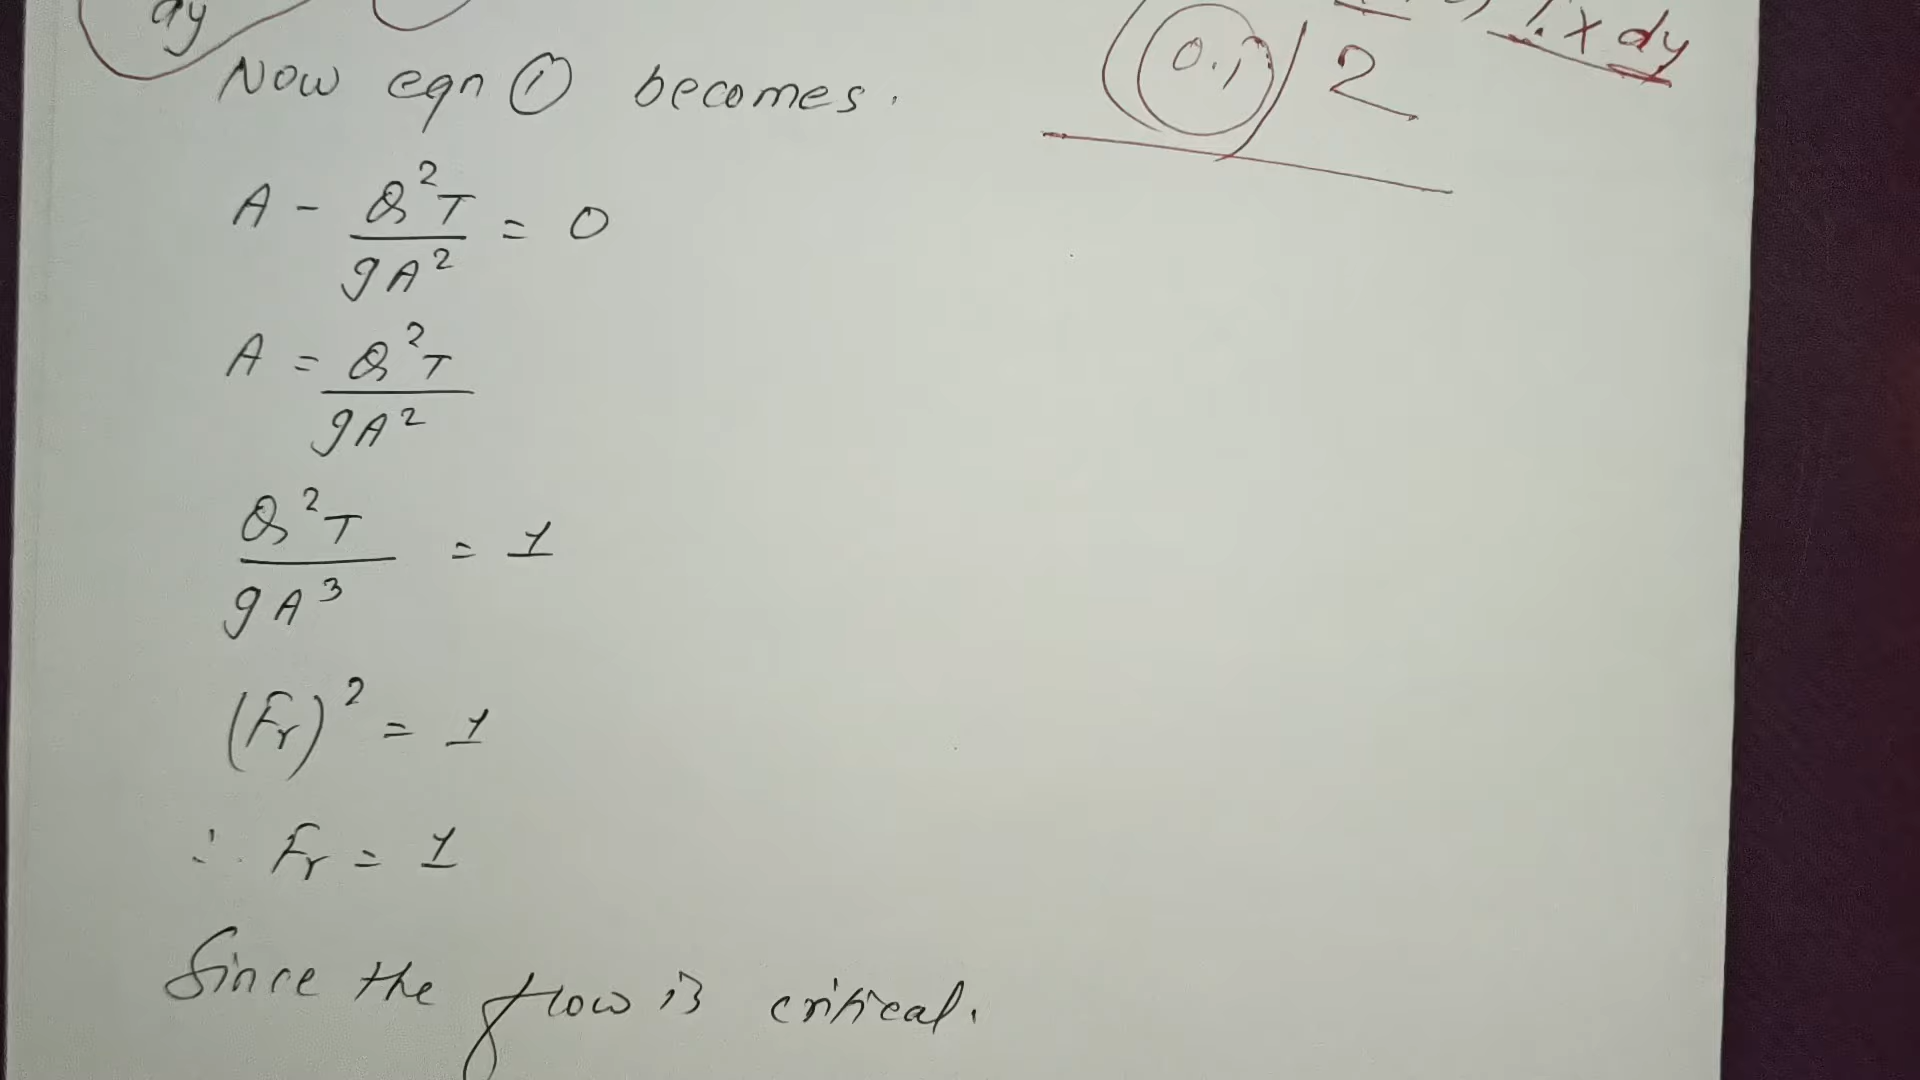 dy
? x dy
Now eqn ① becomes.
(0.1)/2
A - Q²T/gA² = 0
A = Q²T/gA²
Q²T/gA³ = 1
(Fr)² = 1
∴ Fr = 1
Since the flow is critical.